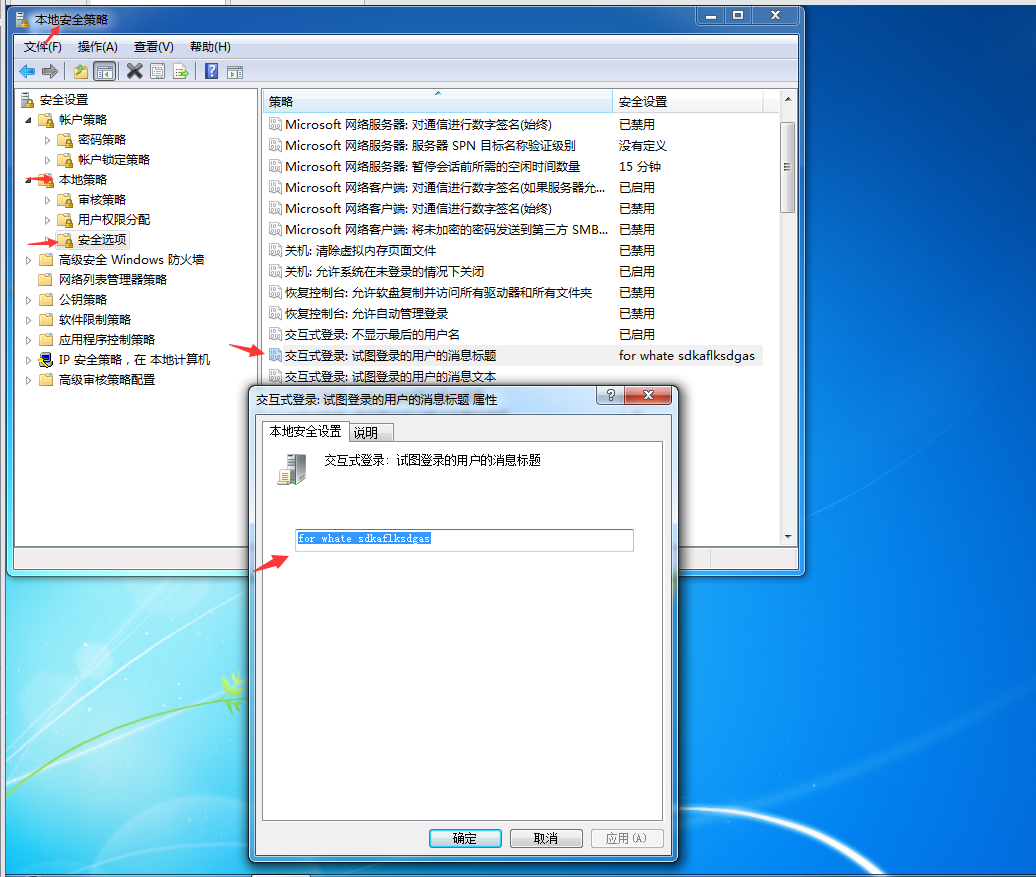 本地安全策略
文件(F) 操作(A) 查看(V) 帮助(H)
安全设置
帐户策略
密码策略
帐户锁定策略
本地策略
审核策略
用户权限分配
安全选项
高级安全 Windows 防火墙
网络列表管理器策略
公钥策略
软件限制策略
应用程序控制策略
IP 安全策略，在 本地计算机
高级审核策略配置
策略 安全设置
Microsoft 网络服务器: 对通信进行数字签名(始终) 已禁用
Microsoft 网络服务器: 服务器 SPN 目标名称验证级别 没有定义
Microsoft 网络服务器: 暂停会话前所需的空闲时间数量 15 分钟
Microsoft 网络客户端: 对通信进行数字签名(如果服务器允... 已启用
Microsoft 网络客户端: 对通信进行数字签名(始终) 已禁用
Microsoft 网络客户端: 将未加密的密码发送到第三方 SMB... 已禁用
关机: 清除虚拟内存页面文件 已禁用
关机: 允许系统在未登录的情况下关闭 已启用
恢复控制台: 允许软盘复制并访问所有驱动器和所有文件夹 已禁用
恢复控制台: 允许自动管理登录 已禁用
交互式登录: 不显示最后的用户名 已启用
交互式登录: 试图登录的用户的消息标题 for whate sdkaflksdgas
交互式登录: 试图登录的用户的消息文本
交互式登录: 试图登录的用户的消息标题 属性
本地安全设置 说明
交互式登录: 试图登录的用户的消息标题
for whate sdkaflksdgas
确定 取消 应用(A)